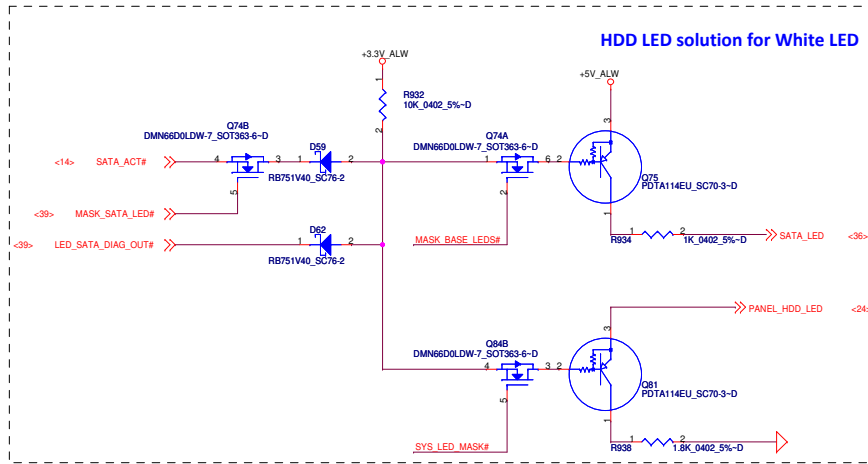 HDD LED solution for White LED
+3.3V_ALW
+5V_ALW
1
R932
10K_0402_5%~D
2
3
Q74B
DMN66D0LDW-7_SOT363-6~D
D59
Q74A
DMN66D0LDW-7_SOT363-6~D
<14> SATA_ACT# 4 3 1 2 1 6 2
RB751V40_SC76-2
Q75
PDTA114EU_SC70-3~D
5
2
<39> MASK_SATA_LED#
1
D62
<39> LED_SATA_DIAG_OUT# 1 2
MASK_BASE_LEDS#
1 2
R934 1K_0402_5%~D
SATA_LED <36>
RB751V40_SC76-2
PANEL_HDD_LED <24>
3
Q84B
DMN66D0LDW-7_SOT363-6~D
4 3 2
Q81
PDTA114EU_SC70-3~D
5
1
SYS_LED_MASK#
1 2
R938 1.8K_0402_5%~D